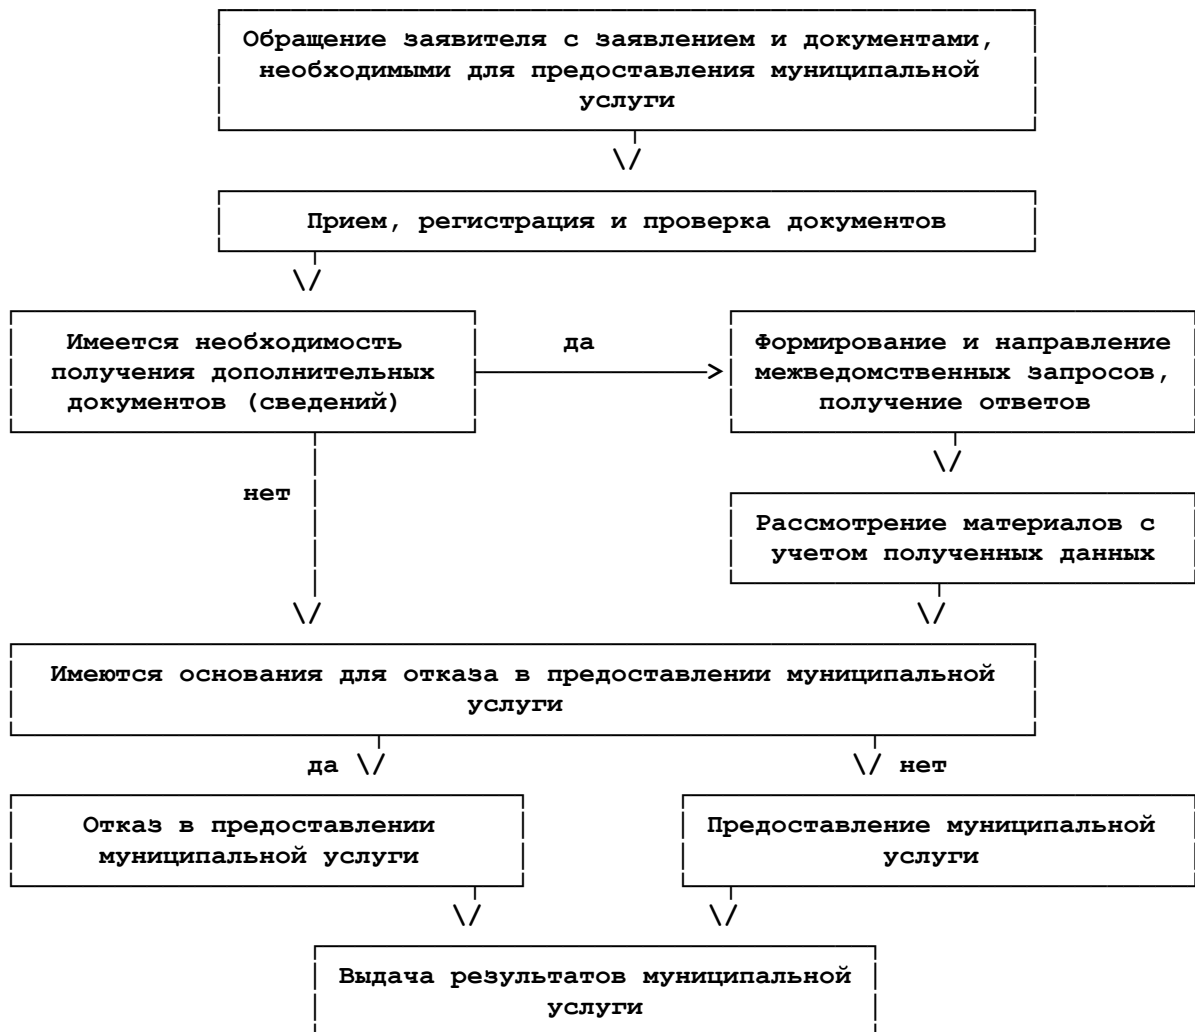 Обращение заявителя с заявлением и документами,
необходимыми для предоставления муниципальной
услуги
Прием, регистрация и проверка документов
Имеется необходимость
получения дополнительных
документов (сведений)
да
Формирование и направление
межведомственных запросов,
получение ответов
нет
Рассмотрение материалов с
учетом полученных данных
Имеются основания для отказа в предоставлении муниципальной
услуги
да
нет
Отказ в предоставлении
муниципальной услуги
Предоставление муниципальной
услуги
Выдача результатов муниципальной
услуги